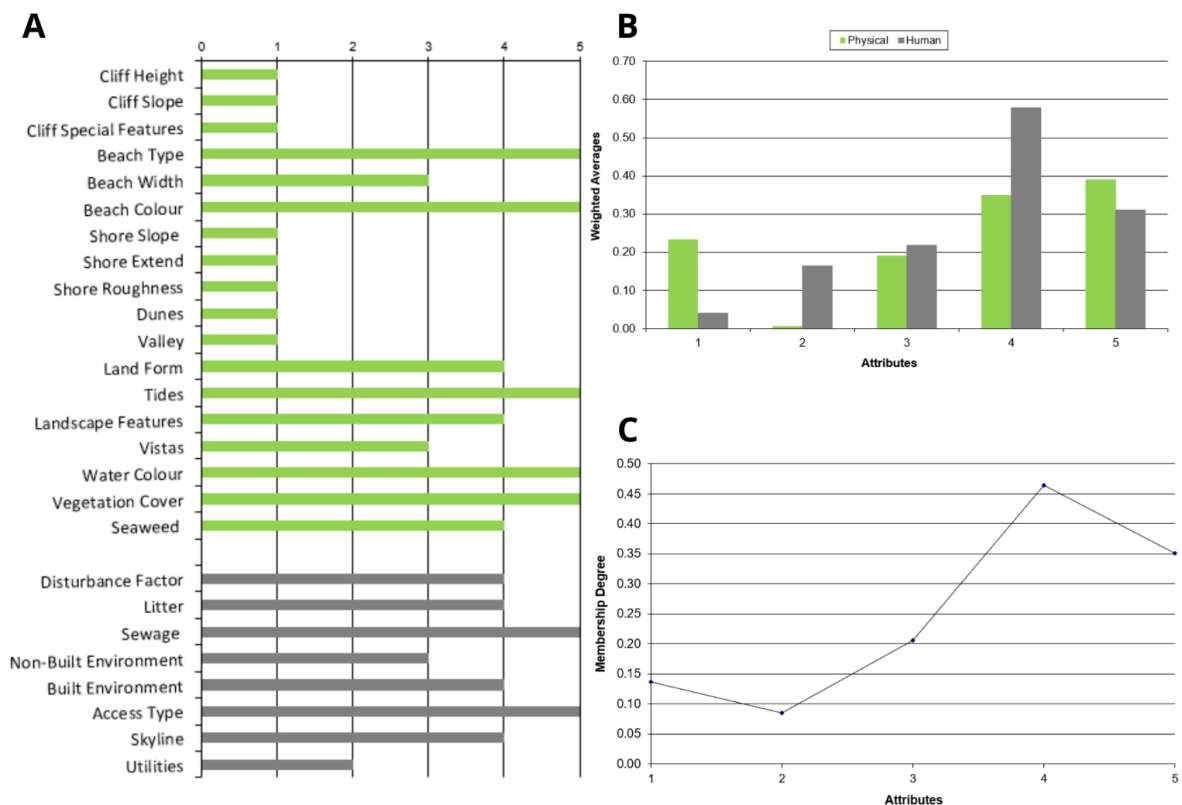 A
0 1 2 3 4 5
Cliff Height
Cliff Slope
Cliff Special Features
Beach Type
Beach Width
Beach Colour
Shore Slope
Shore Extend
Shore Roughness
Dunes
Valley
Land Form
Tides
Landscape Features
Vistas
Water Colour
Vegetation Cover
Seaweed
Disturbance Factor
Litter
Sewage
Non-Built Environment
Built Environment
Access Type
Skyline
Utilities
B
Physical Human
Weighted Averages
0.70
0.60
0.50
0.40
0.30
0.20
0.10
0.00
1 2 3 4 5
Attributes
C
Membership Degree
0.50
0.45
0.40
0.35
0.30
0.25
0.20
0.15
0.10
0.05
0.00
1 2 3 4 5
Attributes